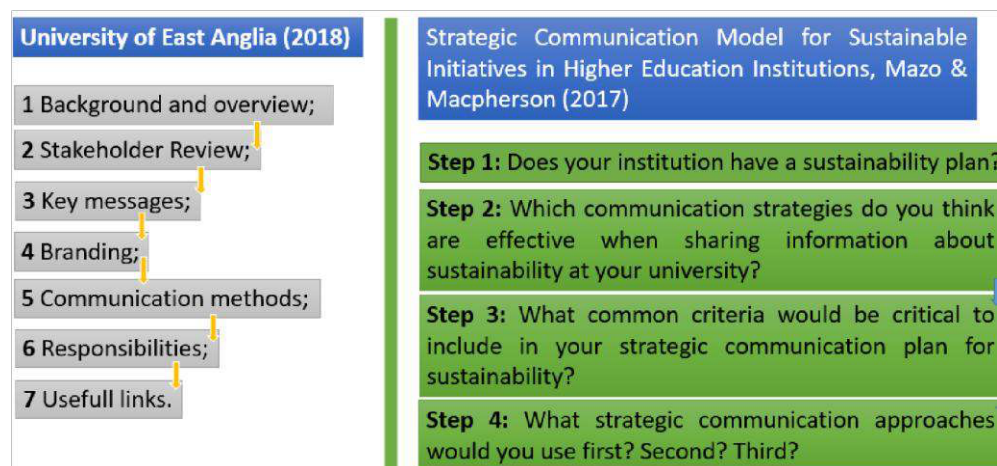 University of East Anglia (2018)
1 Background and overview;
2 Stakeholder Review;
3 Key messages;
4 Branding;
5 Communication methods;
6 Responsibilities;
7 Usefull links.
Strategic Communication Model for Sustainable
Initiatives in Higher Education Institutions, Mazo &
Macpherson (2017)
Step 1: Does your institution have a sustainability plan?
Step 2: Which communication strategies do you think
are effective when sharing information about
sustainability at your university?
Step 3: What common criteria would be critical to
include in your strategic communication plan for
sustainability?
Step 4: What strategic communication approaches
would you use first? Second? Third?